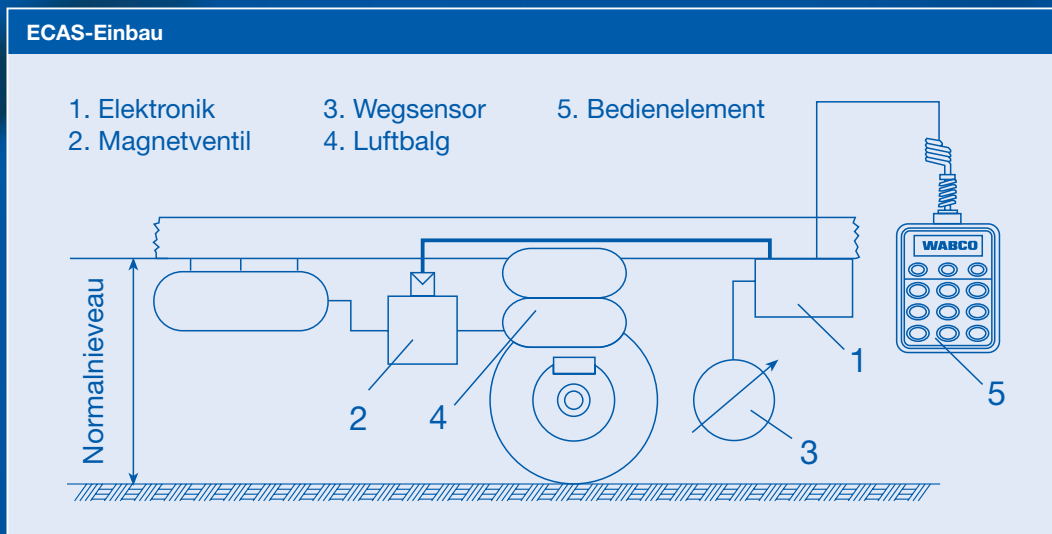 ECAS-Einbau
1. Elektronik
2. Magnetventil
3. Wegsensor
4. Luftbalg
5. Bedienelement
WABCO
Normalnieveau
1
2
4
3
5